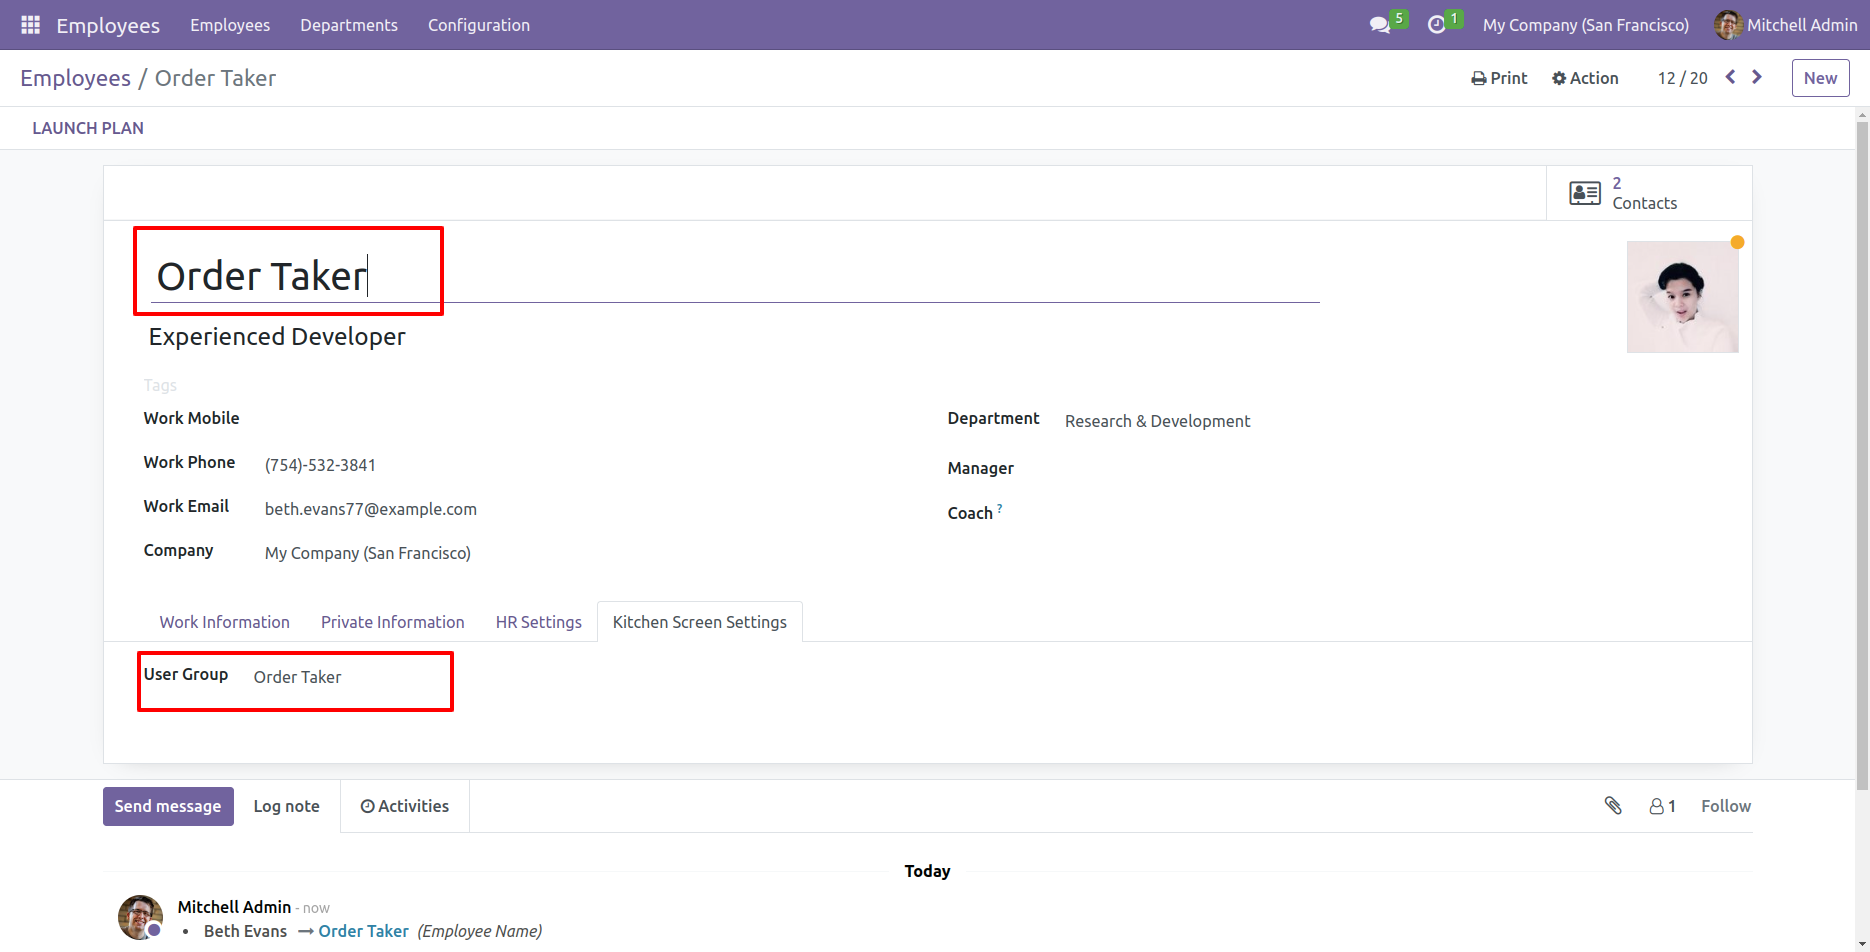 Employees Employees Departments Configuration 5 1 My Company (San Francisco) Mitchell Admin
Employees / Order Taker Print Action 12 / 20 New
LAUNCH PLAN
2
Contacts
Order Taker
Experienced Developer
Tags
Work Mobile
Department Research & Development
Work Phone (754)-532-3841
Manager
Work Email beth.evans77@example.com
Coach ?
Company My Company (San Francisco)
Work Information Private Information HR Settings Kitchen Screen Settings
User Group Order Taker
Send message Log note Activities 1 Follow
Today
Mitchell Admin - now
• Beth Evans → Order Taker (Employee Name)